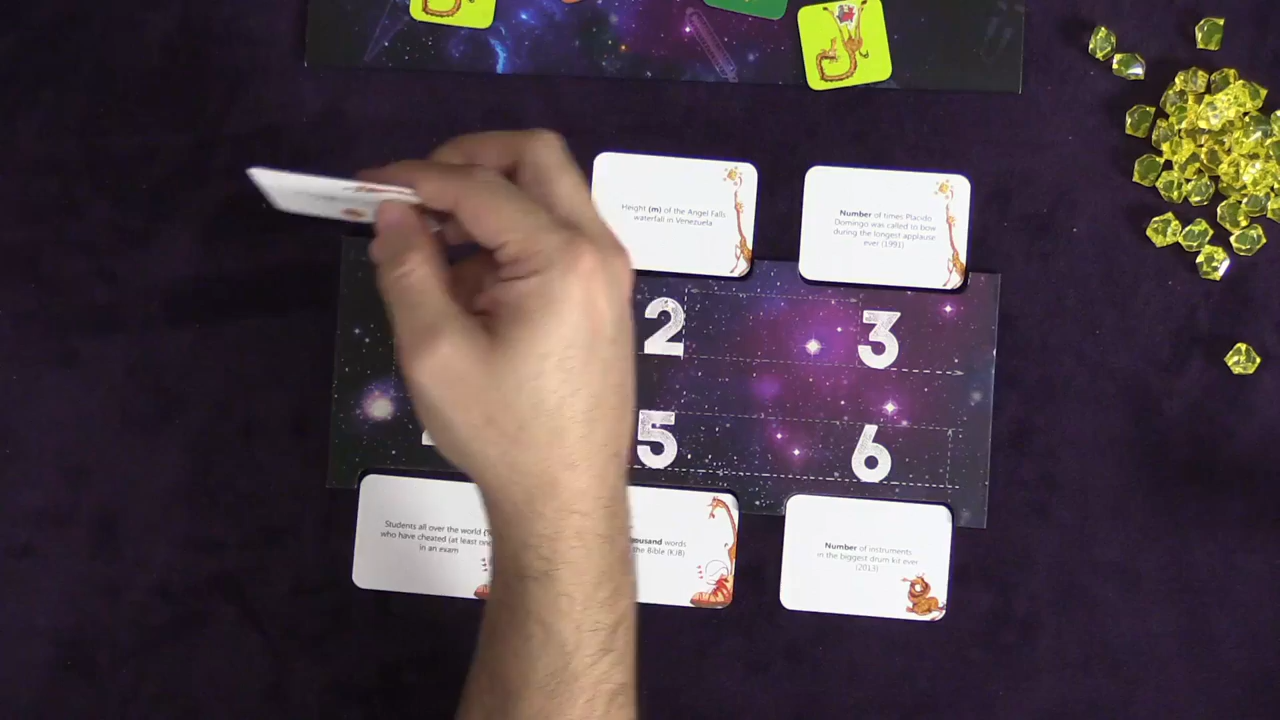 Height (m) of the Angel Falls
waterfall in Venezuela
Number of times Placido
Domingo was called to bow
during the longest applause
ever (1991)
2
3
5
6
Students all over the world
who have cheated (at least
in an exam
words
the Bible (KJB)
Number of instruments
in the biggest drum kit ever
(2013)